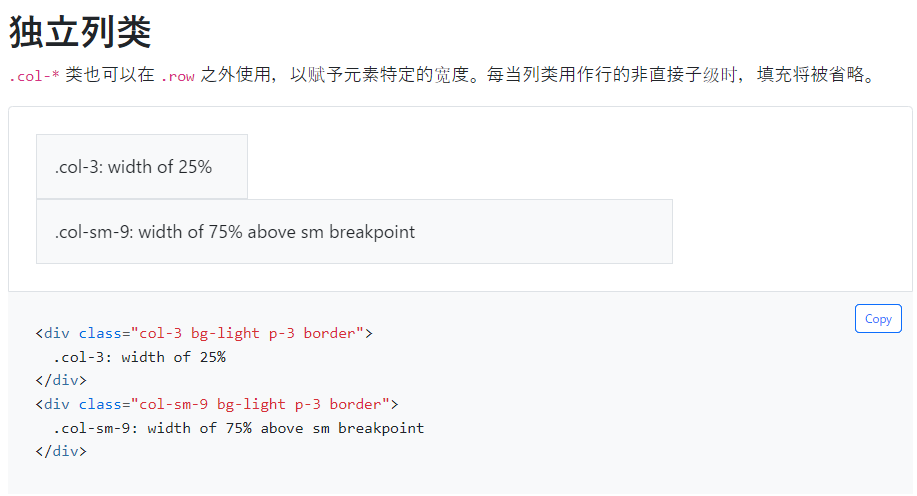 独立列类
.col-* 类也可以在 .row 之外使用，以赋予元素特定的宽度。每当列类用作行的非直接子级时，填充将被省略。
.col-3: width of 25%
.col-sm-9: width of 75% above sm breakpoint
Copy
<div class="col-3 bg-light p-3 border">
  .col-3: width of 25%
</div>
<div class="col-sm-9 bg-light p-3 border">
  .col-sm-9: width of 75% above sm breakpoint
</div>